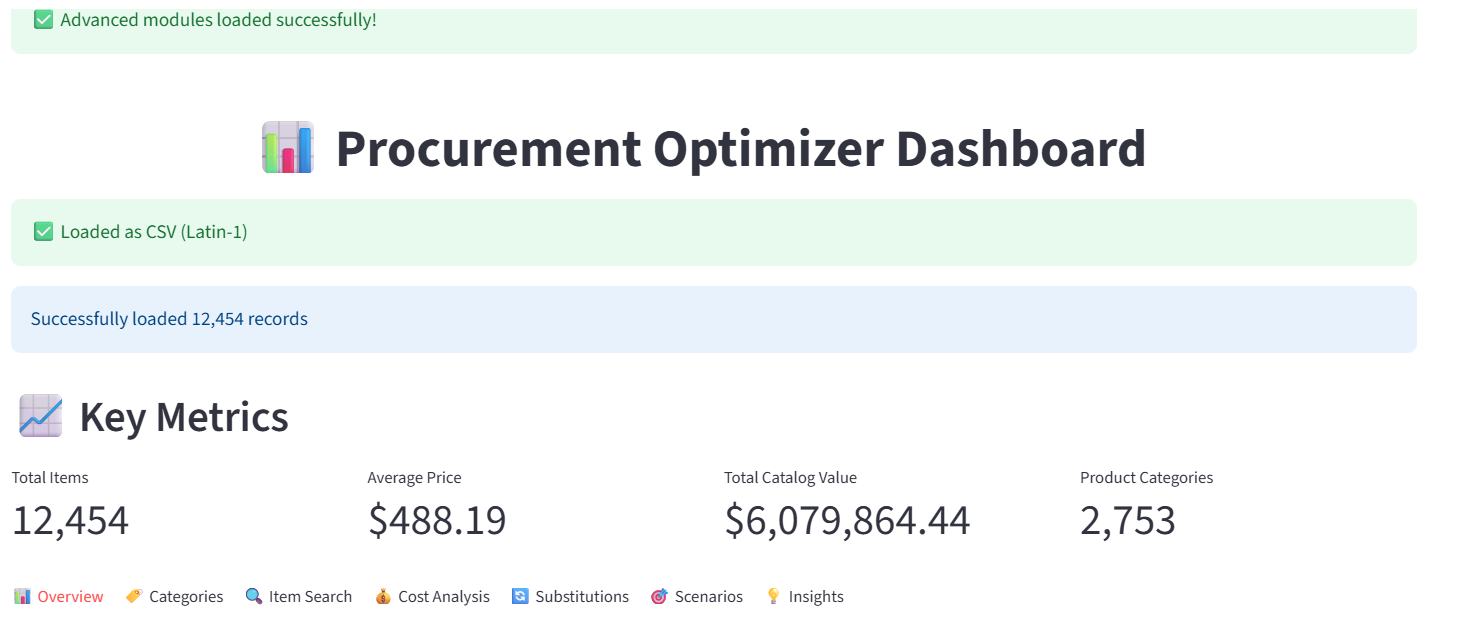 Advanced modules loaded successfully!
Procurement Optimizer Dashboard
Loaded as CSV (Latin-1)
Successfully loaded 12,454 records
Key Metrics
Total Items Average Price Total Catalog Value Product Categories
12,454 $488.19 $6,079,864.44 2,753
Overview Categories Item Search Cost Analysis Substitutions Scenarios Insights